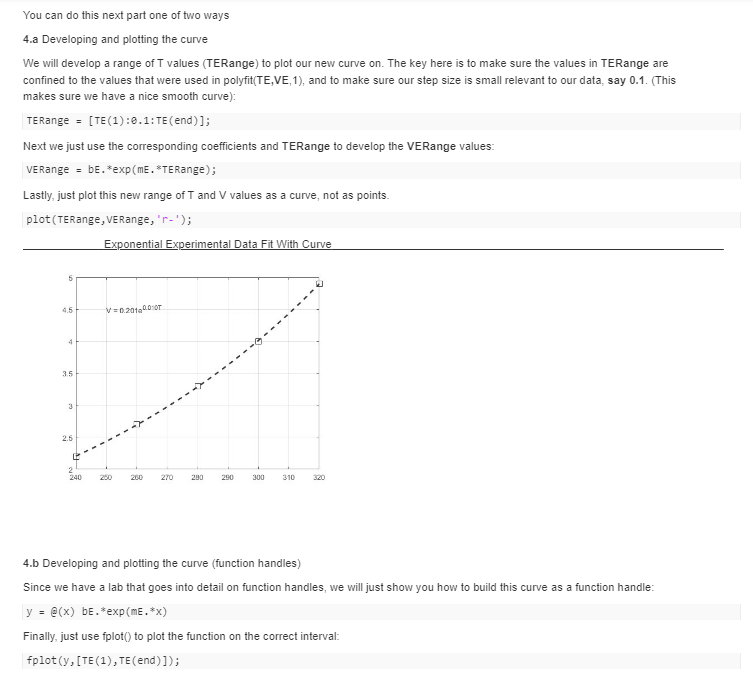 You can do this next part one of two ways
4.a Developing and plotting the curve
We will develop a range of T values (TERange) to plot our new curve on. The key here is to make sure the values in TERange are
confined to the values that were used in polyfit(TE,VE,1), and to make sure our step size is small relevant to our data, say 0.1. (This
makes sure we have a nice smooth curve):
TERange = [TE(1):0.1:TE(end)];
Next we just use the corresponding coefficients and TERange to develop the VERange values:
VERange = bE.*exp(mE.*TERange);
Lastly, just plot this new range of T and V values as a curve, not as points.
plot(TERange,VERange,'r-');
Exponential Experimental Data Fit With Curve
5
4.5
V = 0.201e^0.010T
4
3.5
3
2.5
2
240 250 260 270 280 290 300 310 320
4.b Developing and plotting the curve (function handles)
Since we have a lab that goes into detail on function handles, we will just show you how to build this curve as a function handle:
y = @(x) bE.*exp(mE.*x)
Finally, just use fplot() to plot the function on the correct interval:
fplot(y,[TE(1),TE(end)]);